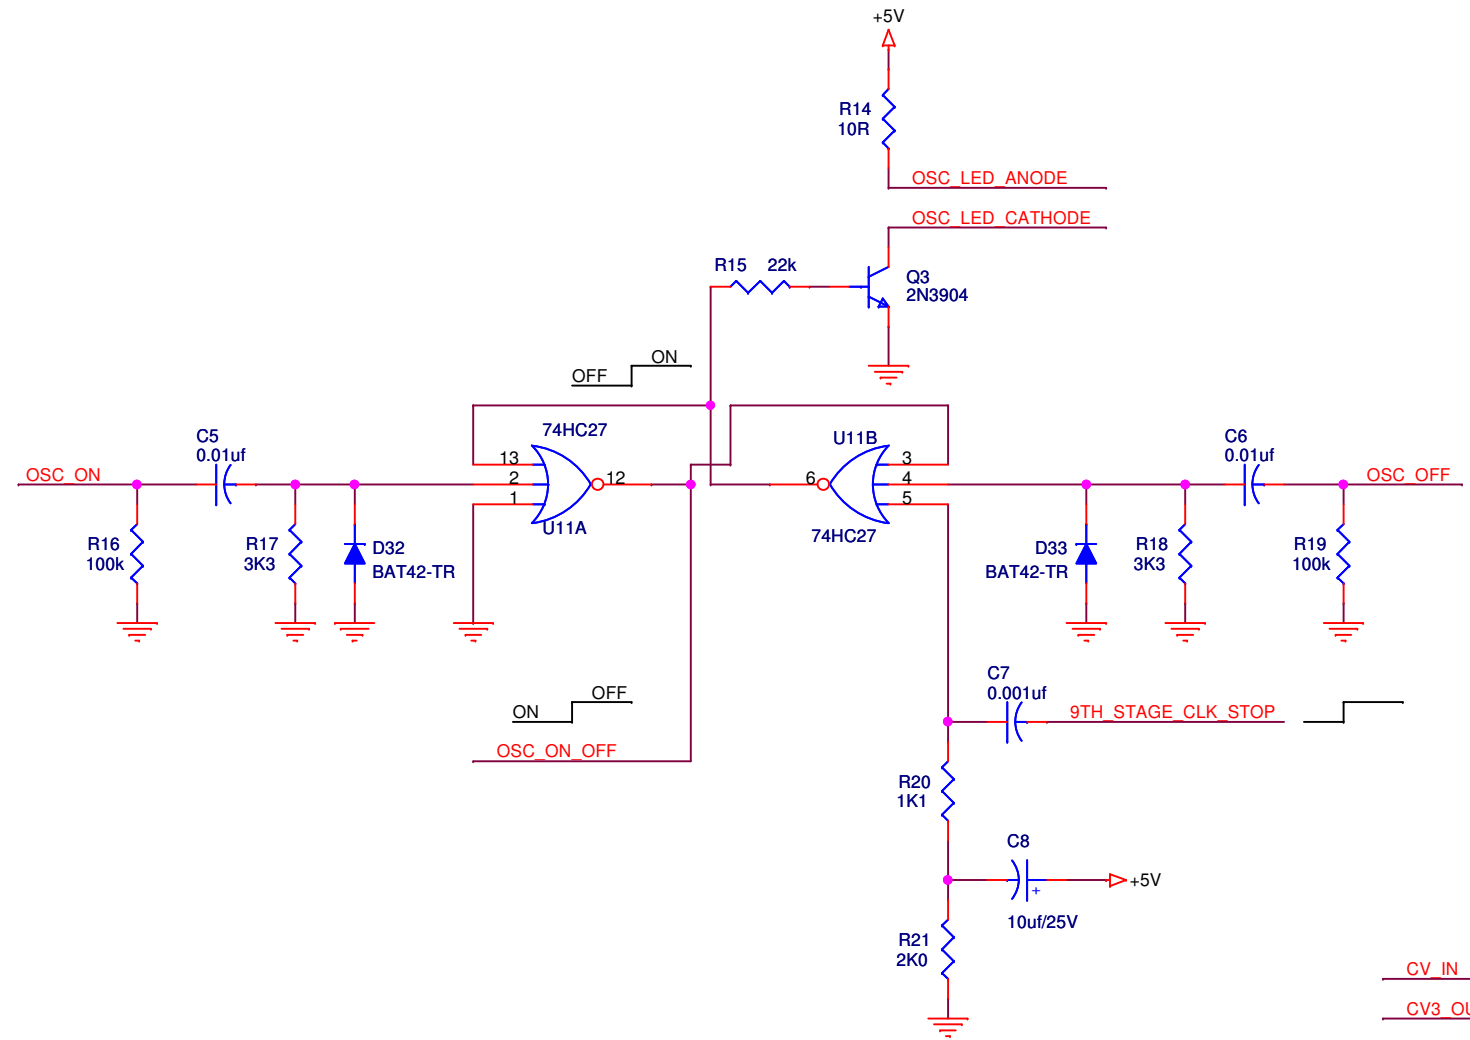 +5V
R14
10R
OSC_LED_ANODE
OSC_LED_CATHODE
R15 22k
Q3
2N3904
ON
OFF
C5
0.01uf
74HC27
U11B
C6
0.01uf
OSC_ON
13
2
1
12
U11A
6
3
4
5
74HC27
OSC_OFF
R16
100k
R17
3K3
D32
BAT42-TR
D33
BAT42-TR
R18
3K3
R19
100k
C7
0.001uf
OFF
ON
9TH_STAGE_CLK_STOP
OSC_ON_OFF
R20
1K1
C8
+
+5V
10uf/25V
R21
2K0
CV_IN